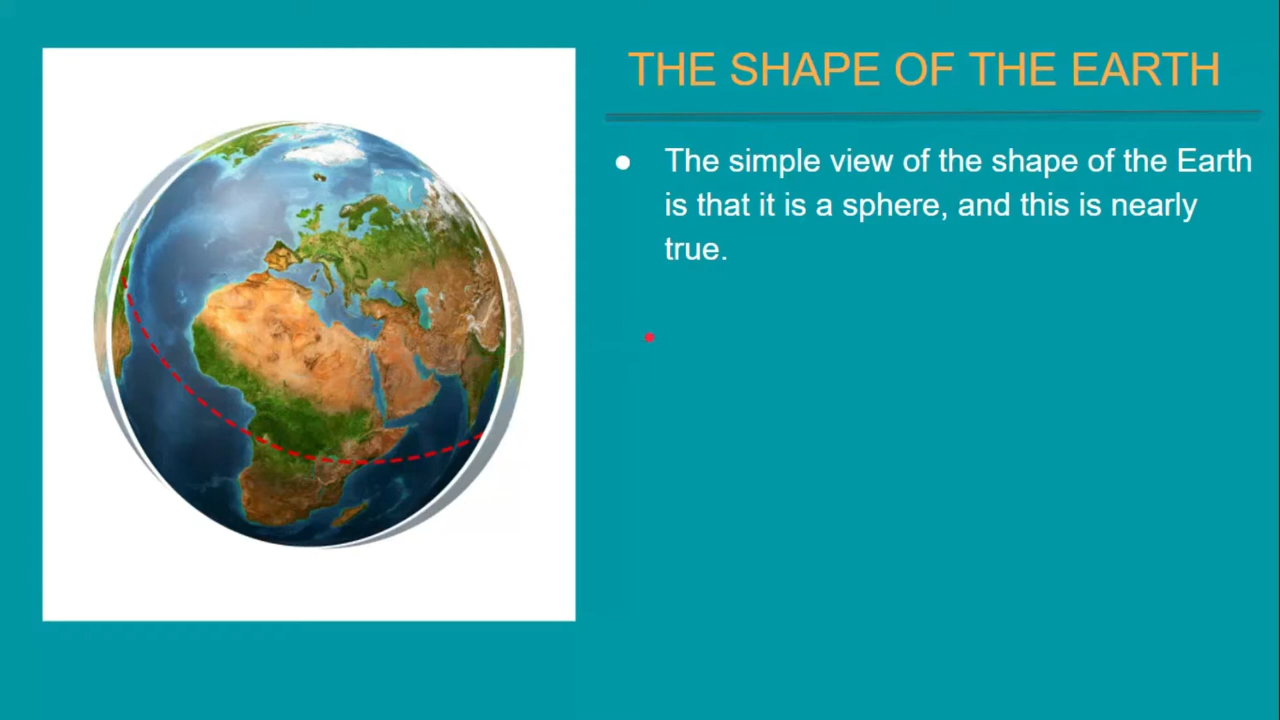 THE SHAPE OF THE EARTH
● The simple view of the shape of the Earth
is that it is a sphere, and this is nearly
true.